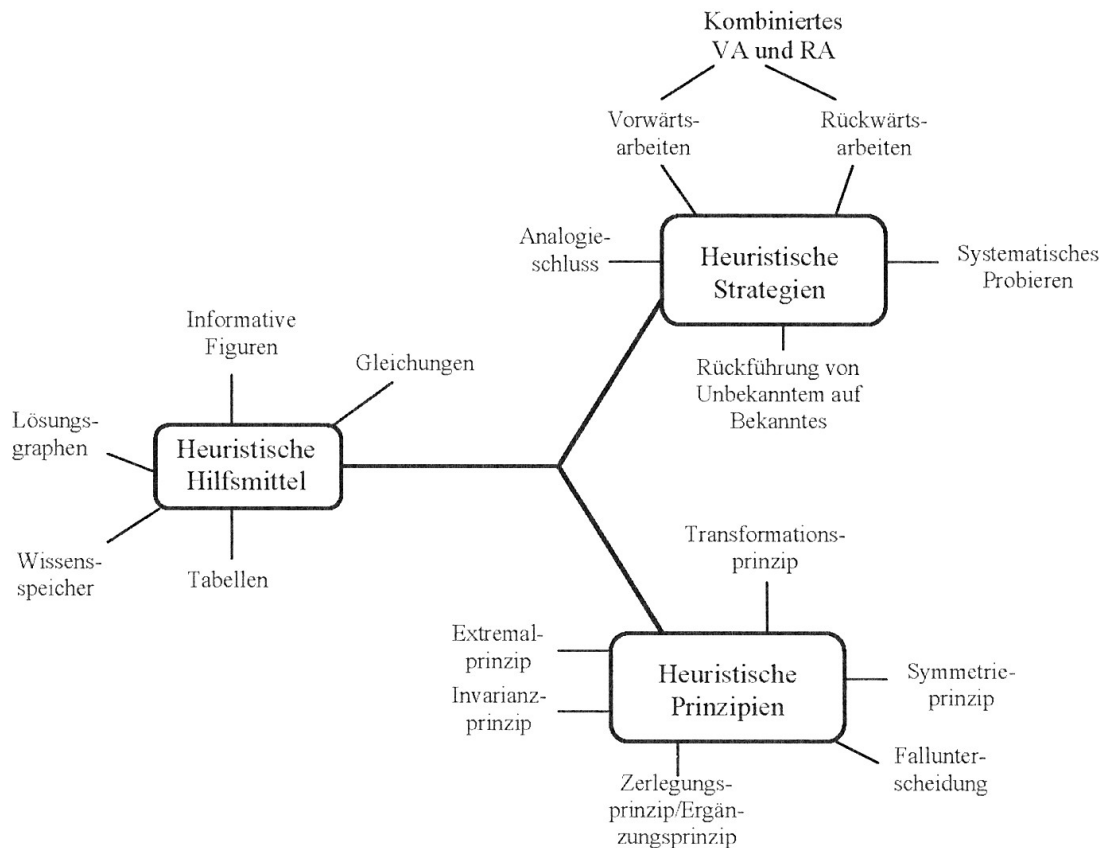 Kombiniertes
VA und RA
Vorwärts-
arbeiten
Rückwärts-
arbeiten
Analogie-
schluss
Heuristische
Strategien
Systematisches
Probieren
Rückführung von
Unbekanntem auf
Bekanntes
Informative
Figuren
Gleichungen
Lösungs-
graphen
Heuristische
Hilfsmittel
Wissens-
speicher
Tabellen
Transformations-
prinzip
Extremal-
prinzip
Invarianz-
prinzip
Heuristische
Prinzipien
Symmetrie-
prinzip
Fallunter-
scheidung
Zerlegungs-
prinzip/Ergän-
zungsprinzip